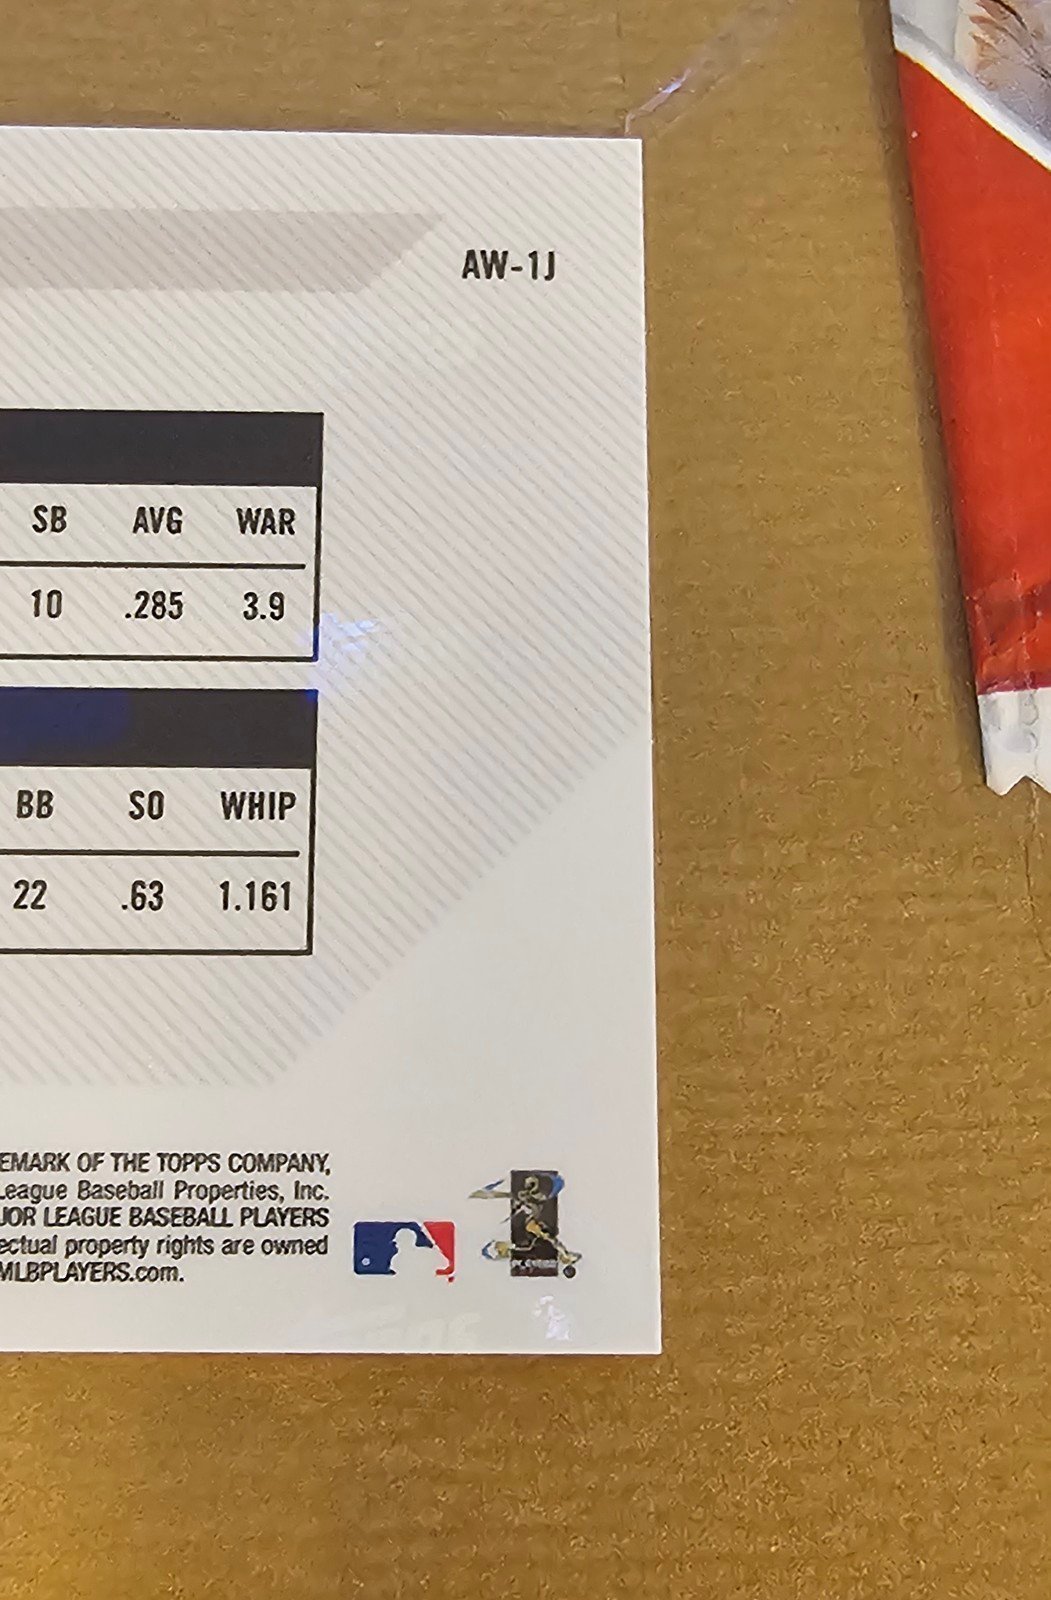 AW-1J
SB AVG WAR
10 .285 3.9
BB SO WHIP
22 .63 1.161
EMARK OF THE TOPPS COMPANY,
League Baseball Properties, Inc.
JOR LEAGUE BASEBALL PLAYERS
ectual property rights are owned
MLBPLAYERS.com.
PLAYERS